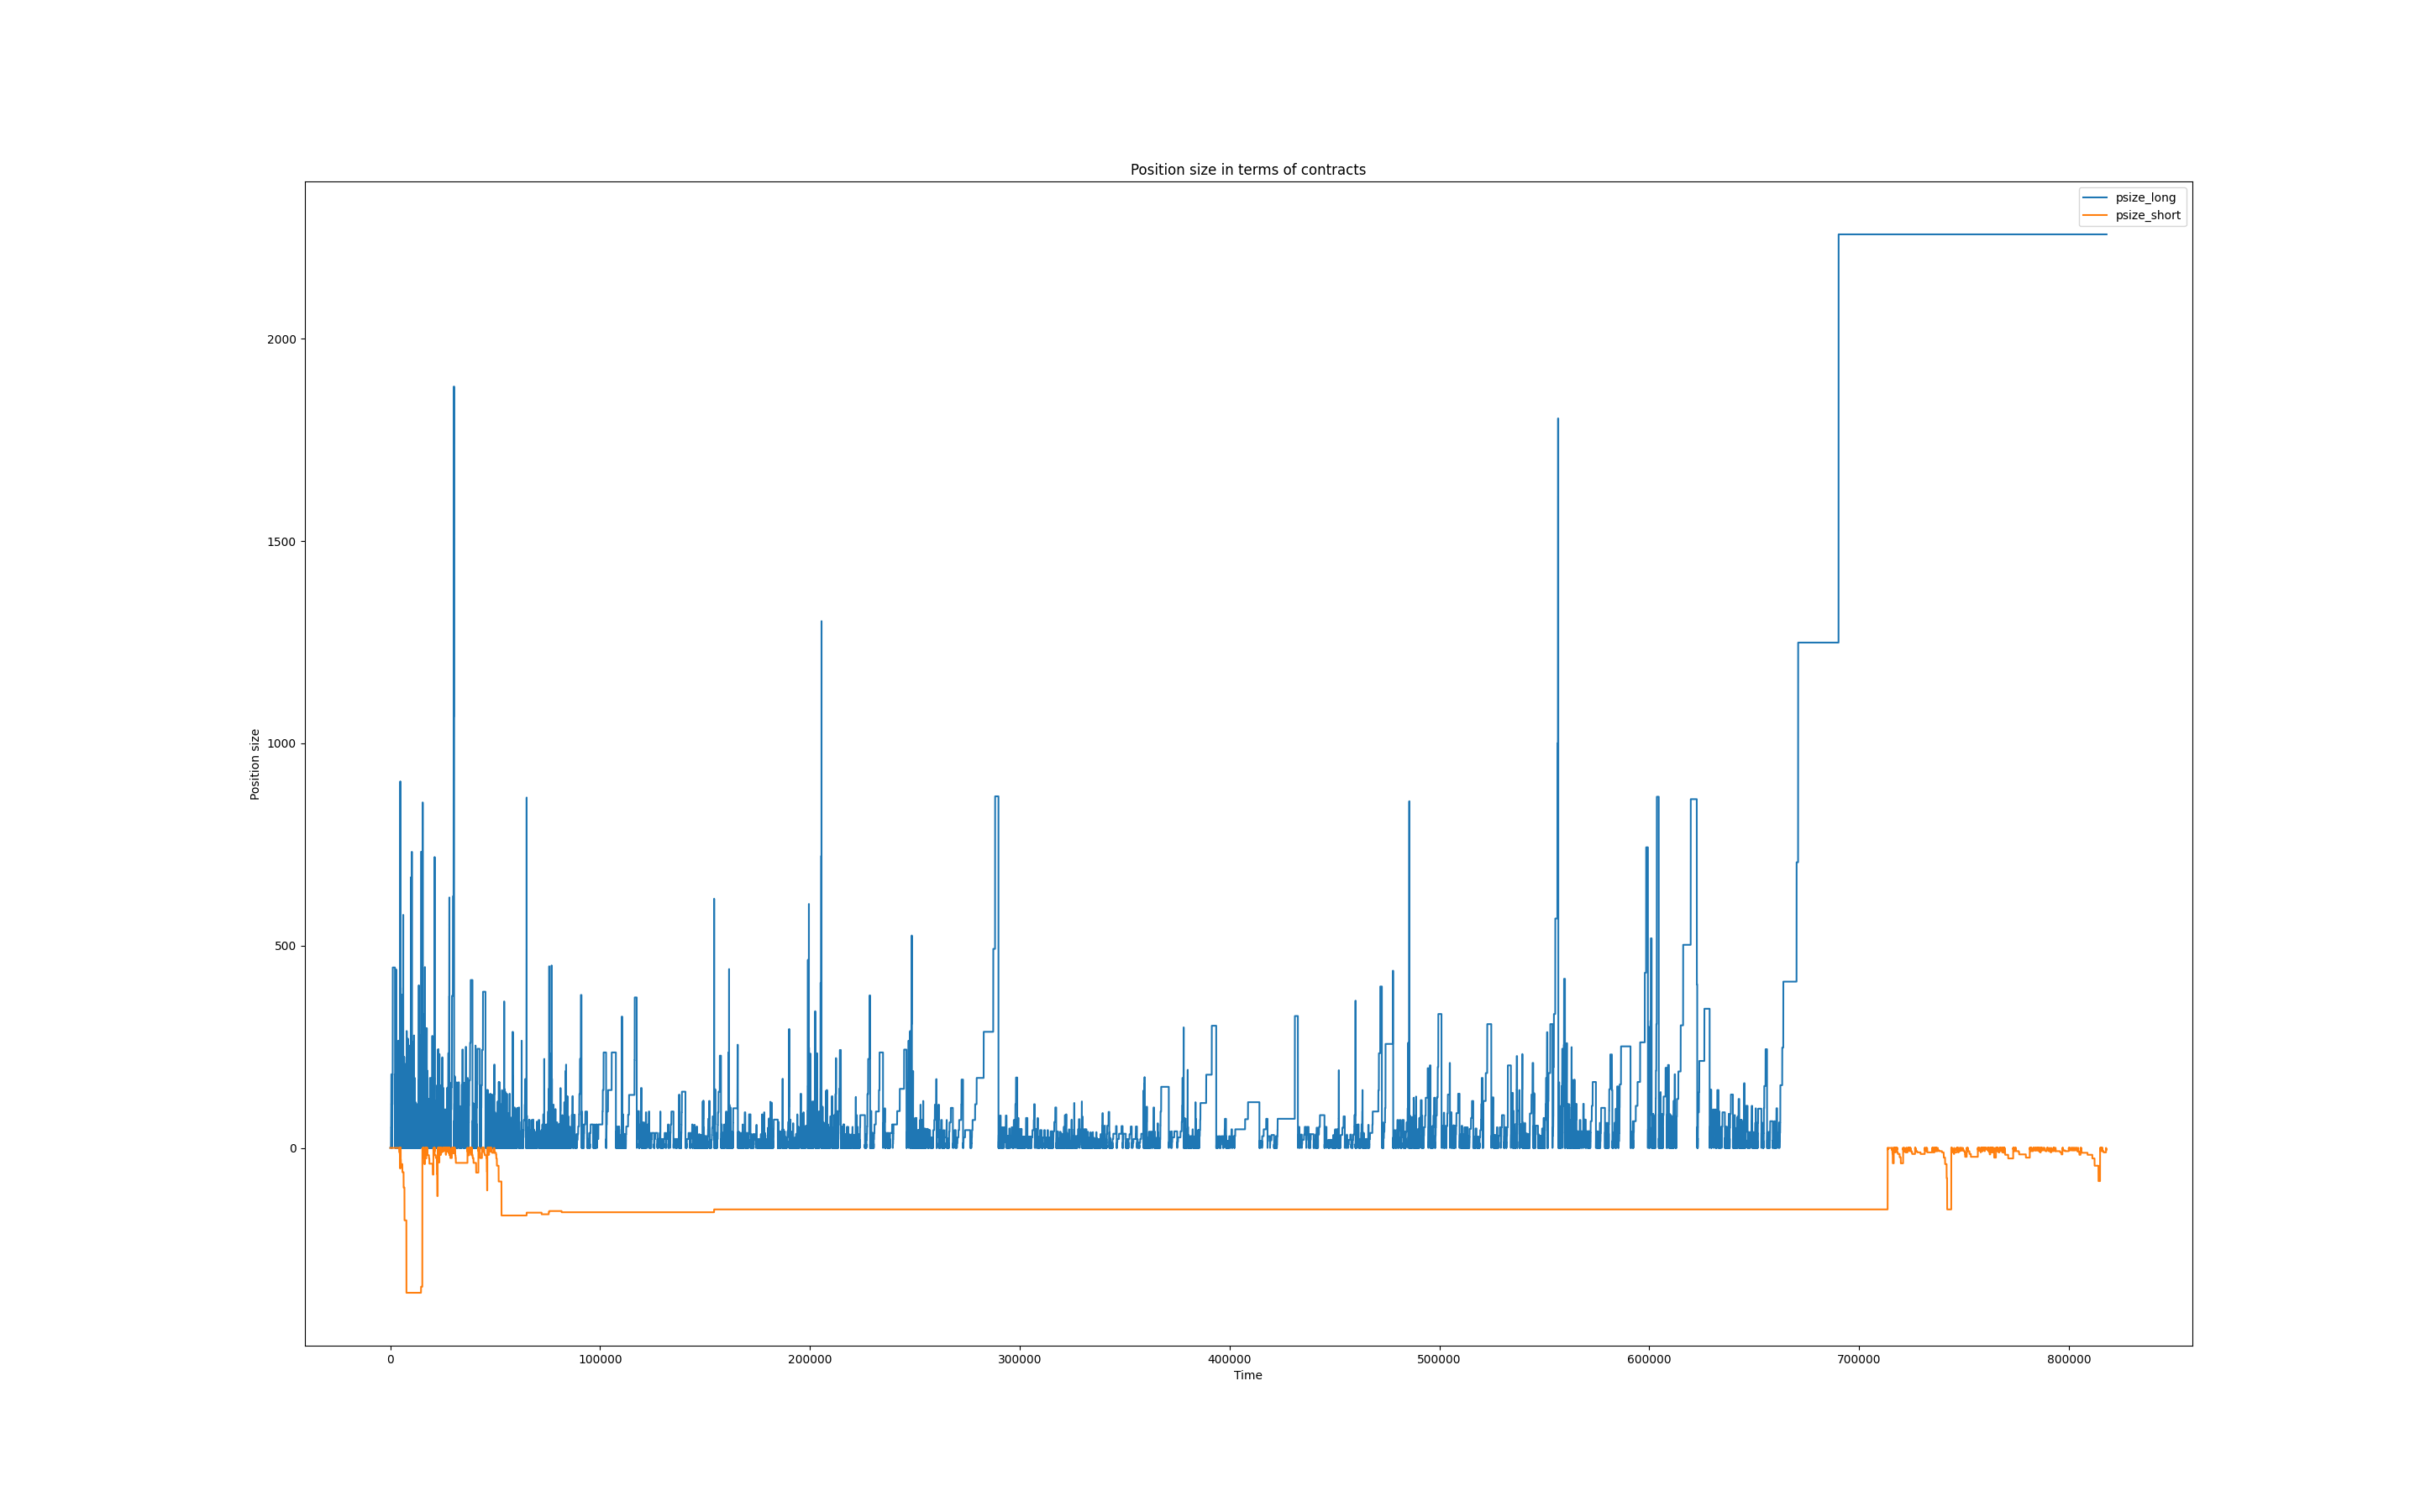 Position size in terms of contracts
psize_long
psize_short
2000
1500
1000
500
0
Position size
0 100000 200000 300000 400000 500000 600000 700000 800000
Time